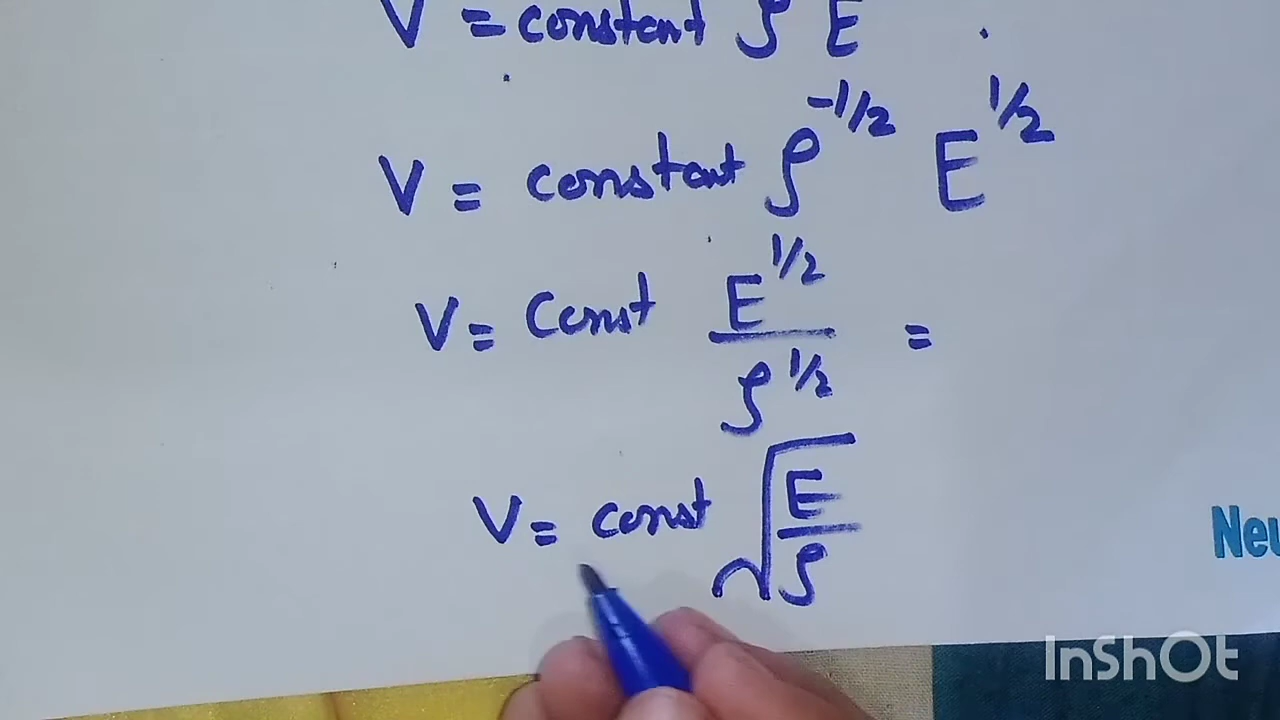 V = constant ρ E
V = constant ρ^-1/2 E^1/2
V = Const E^1/2 / ρ^1/2 =
V = const √E/ρ
Neu
InShOt